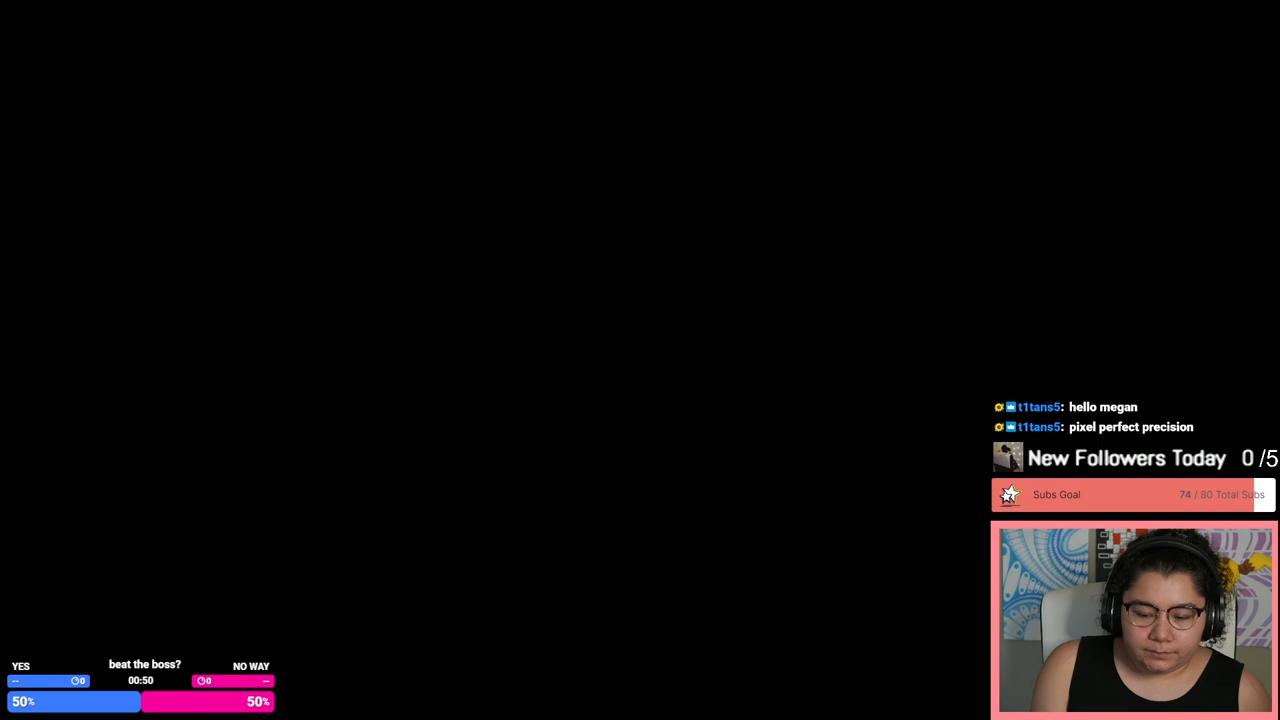 t1tans5: hello megan
t1tans5: pixel perfect precision
New Followers Today 0 /5
Subs Goal 74 / 80 Total Subs
YES beat the boss? NO WAY
-- 0 00:50 0 --
50% 50%